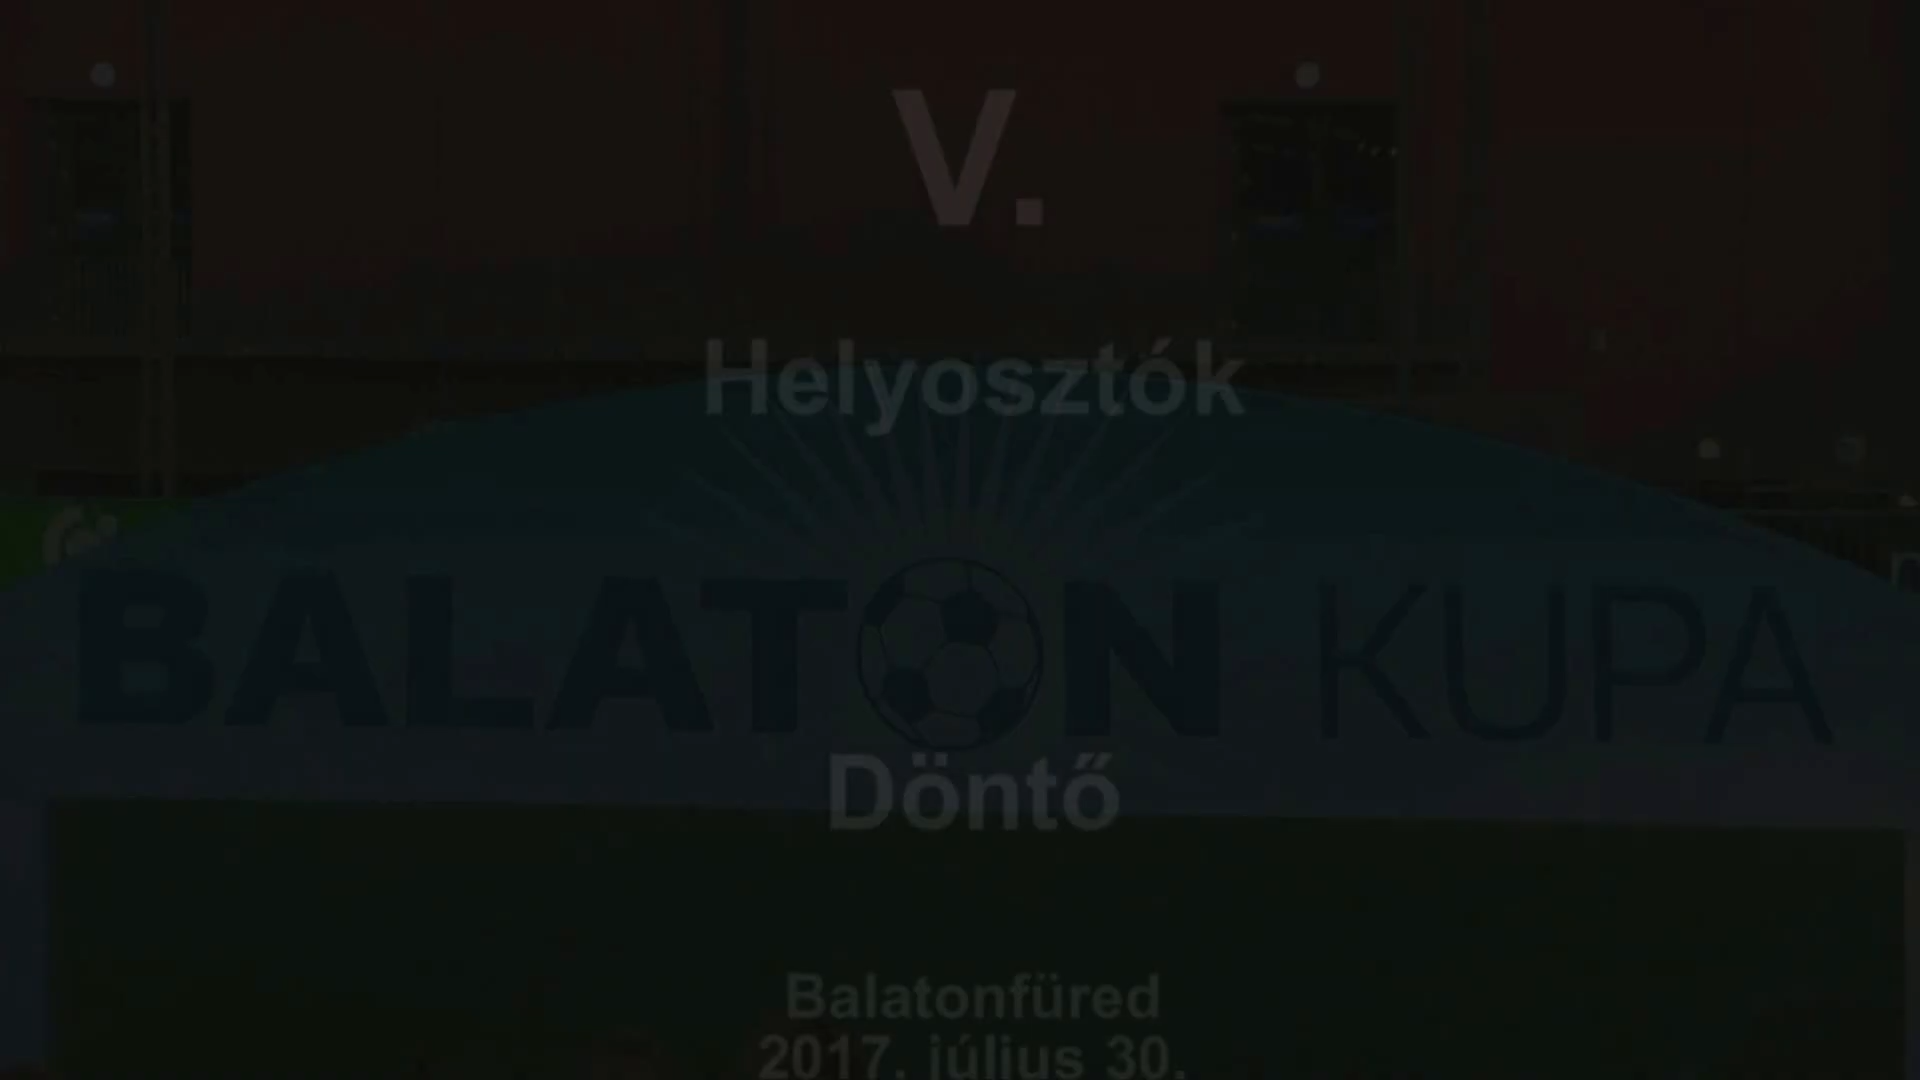 V.
Helyosztók
BALATON KUPA
Döntő
Balatonfüred
2017. július 30.